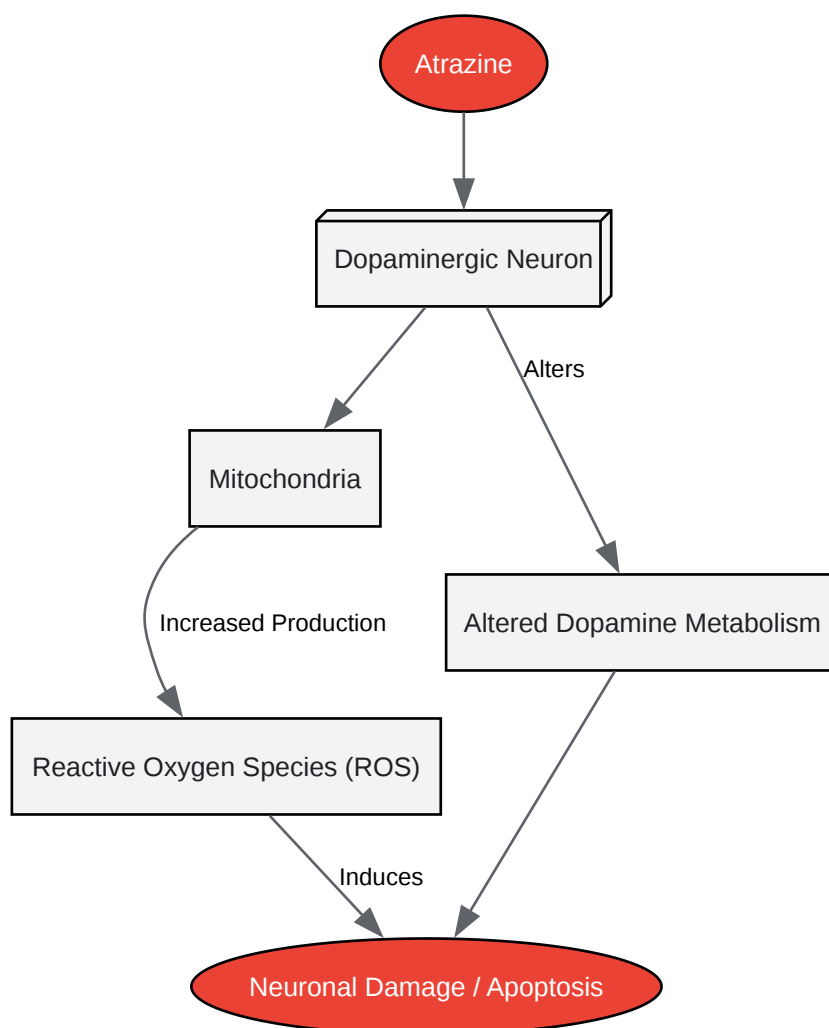 Atrazine
Dopaminergic Neuron
Alters
Mitochondria
Increased Production
Altered Dopamine Metabolism
Reactive Oxygen Species (ROS)
Induces
Neuronal Damage / Apoptosis